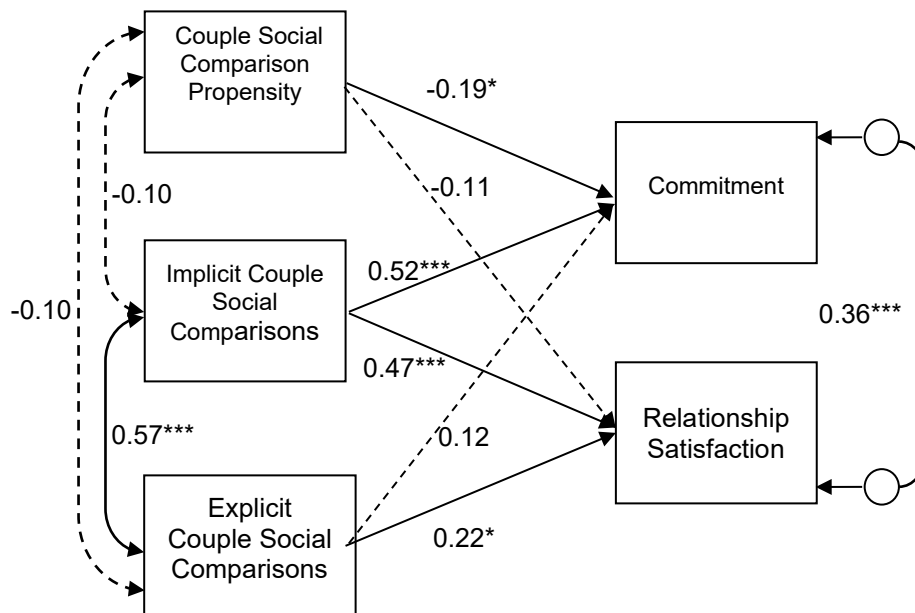 Couple Social
Comparison
Propensity
-0.19*
Commitment
-0.10
-0.11
Implicit Couple
Social
Comparisons
0.52***
-0.10
0.36***
0.47***
Relationship
Satisfaction
0.57***
0.12
Explicit
Couple Social
Comparisons
0.22*